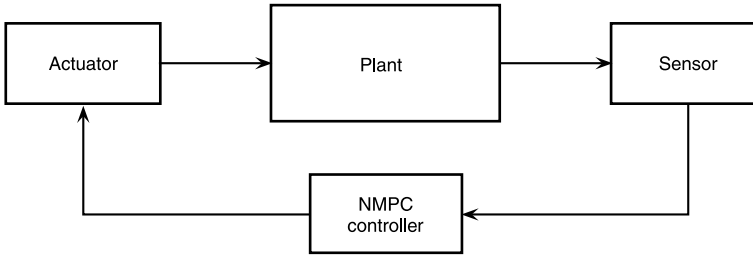 Actuator
Plant
Sensor
NMPC
controller